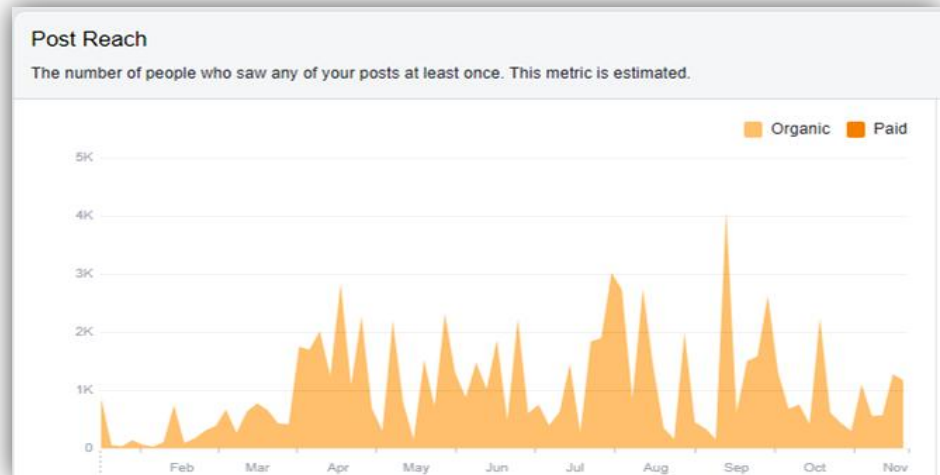 Post Reach
The number of people who saw any of your posts at least once. This metric is estimated.
Organic Paid
5K
4K
3K
2K
1K
0
Feb Mar Apr May Jun Jul Aug Sep Oct Nov